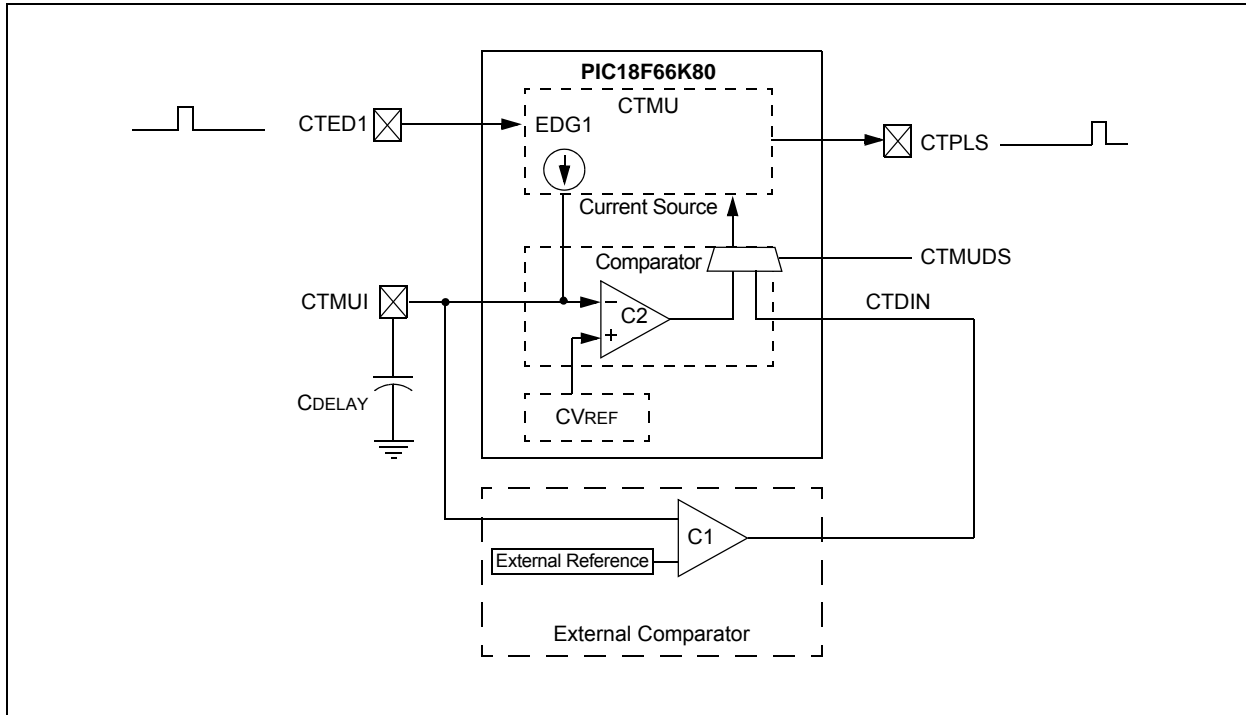 PIC18F66K80
CTMU
CTED1
EDG1
CTPLS
Current Source
Comparator
CTMUDS
CTMUI
CTDIN
−
C2
+
CDELAY
CVREF
C1
External Reference
External Comparator